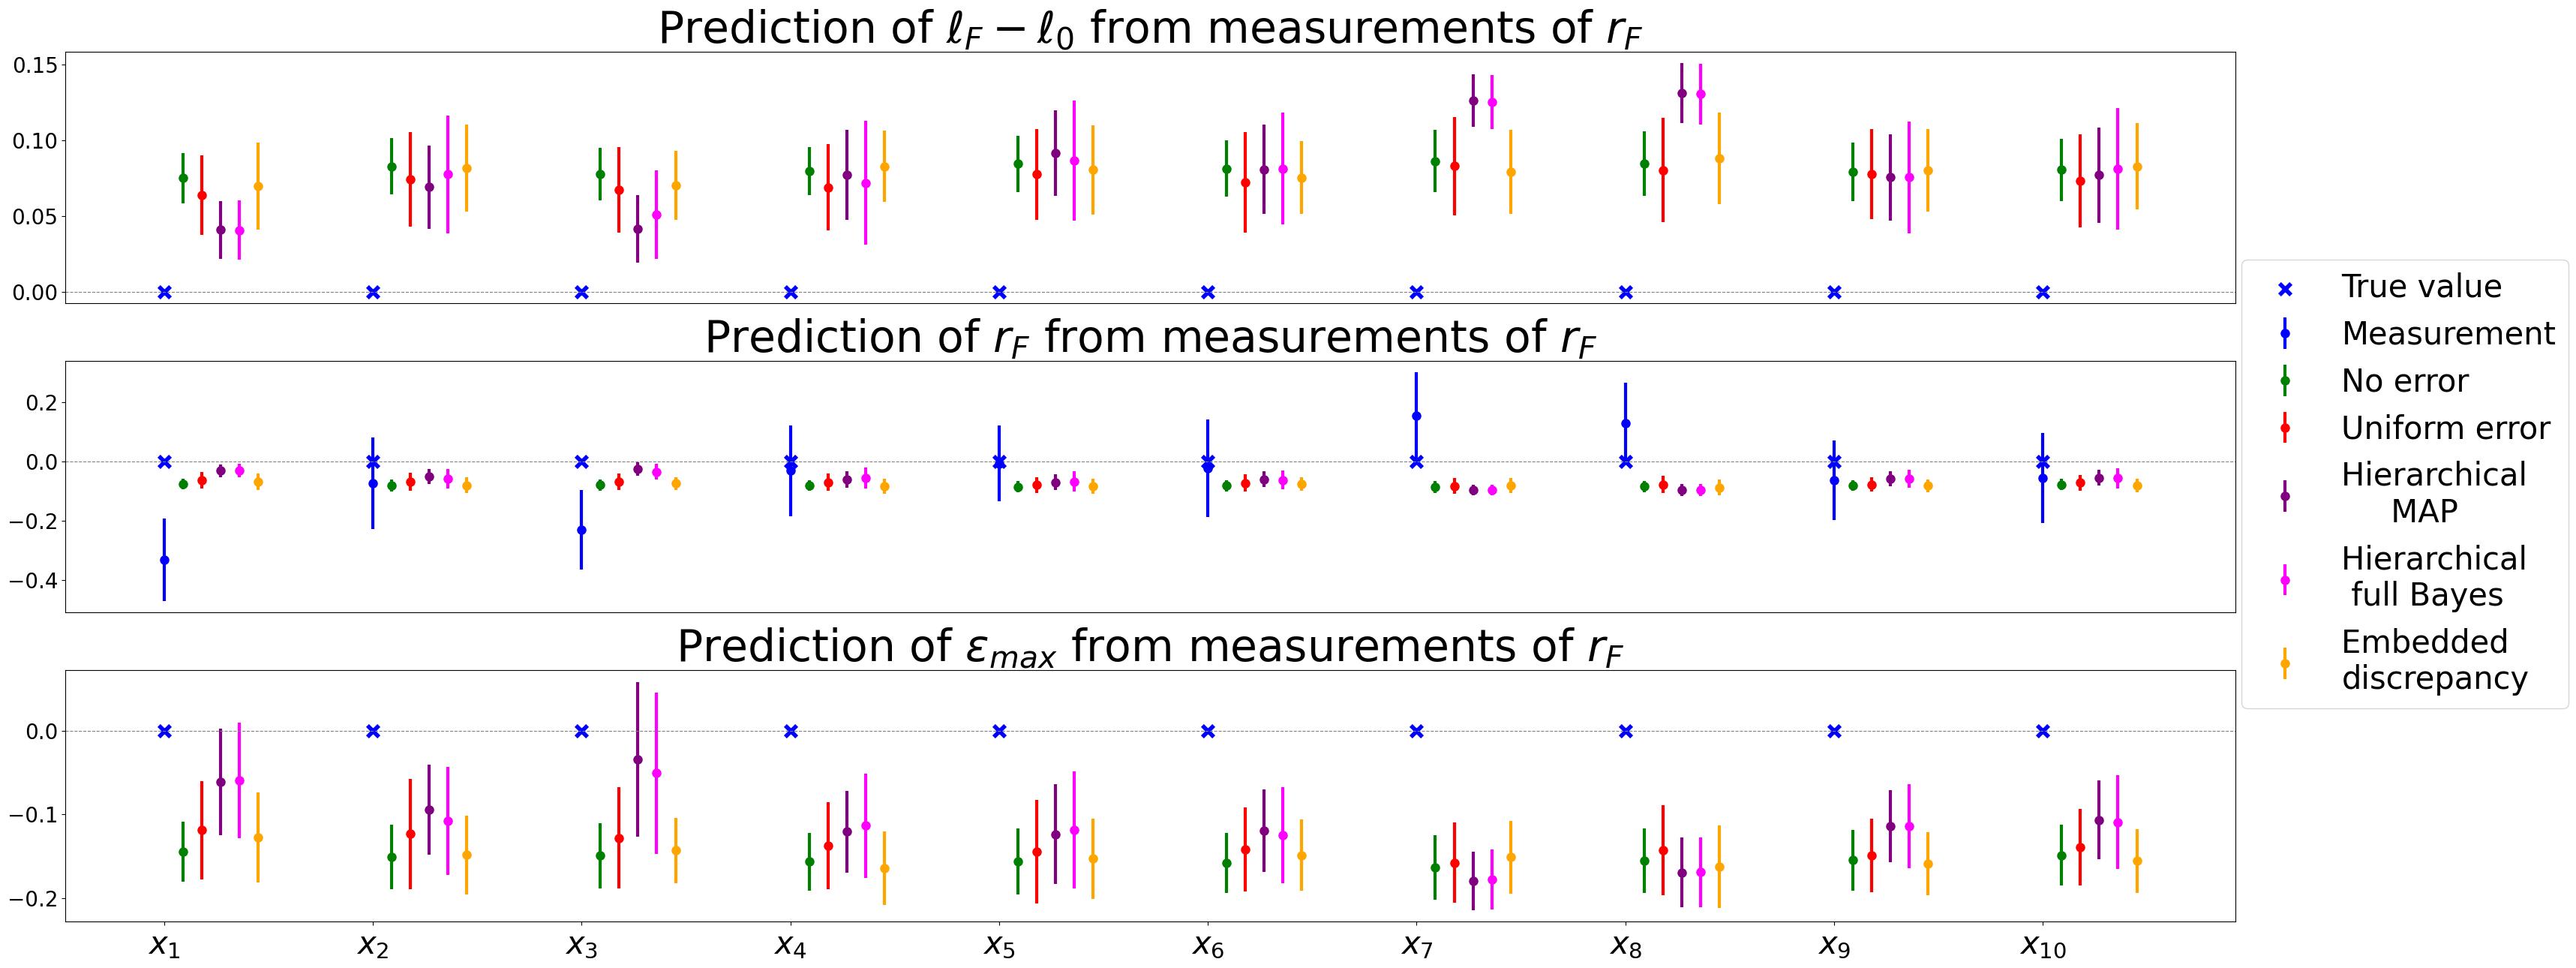 Prediction of ℓ_F − ℓ_0 from measurements of r_F
0.15
0.10
0.05
0.00
Prediction of r_F from measurements of r_F
0.2
0.0
−0.2
−0.4
Prediction of ε_max from measurements of r_F
0.0
−0.1
−0.2
x_1 x_2 x_3 x_4 x_5 x_6 x_7 x_8 x_9 x_10
True value
Measurement
No error
Uniform error
Hierarchical
MAP
Hierarchical
full Bayes
Embedded
discrepancy